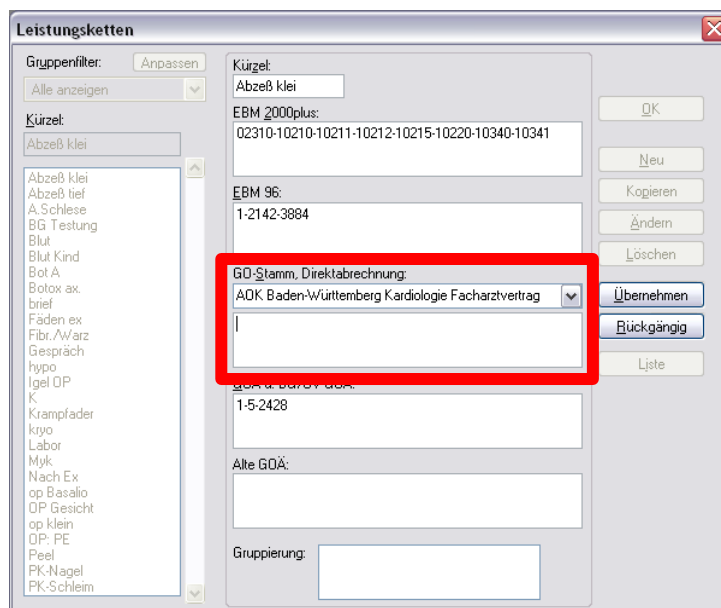 Leistungsketten
Gruppenfilter:
Anpassen
Alle anzeigen
Kürzel:
Abzeß klei
Abzeß klei
Abzeß tief
A.Schlese
BG Testung
Blut
Blut Kind
Bot A
Botox ax.
brief
Fäden ex
Fibr./Warz
Gespräch
hypo
Igel OP
K
Krampfader
kryo
Labor
Myk
Nach Ex
op Basalio
OP Gesicht
op klein
OP: PE
Peel
PK-Nagel
PK-Schleim
Kürzel:
Abzeß klei
EBM 2000plus:
02310-10210-10211-10212-10215-10220-10340-10341
EBM 96:
1-2142-3884
GO-Stamm, Direktabrechnung:
AOK Baden-Württemberg Kardiologie Facharztvertrag
1-5-2428
Alte GOÄ:
Gruppierung:
OK
Neu
Kopieren
Ändern
Löschen
Übernehmen
Rückgängig
Liste